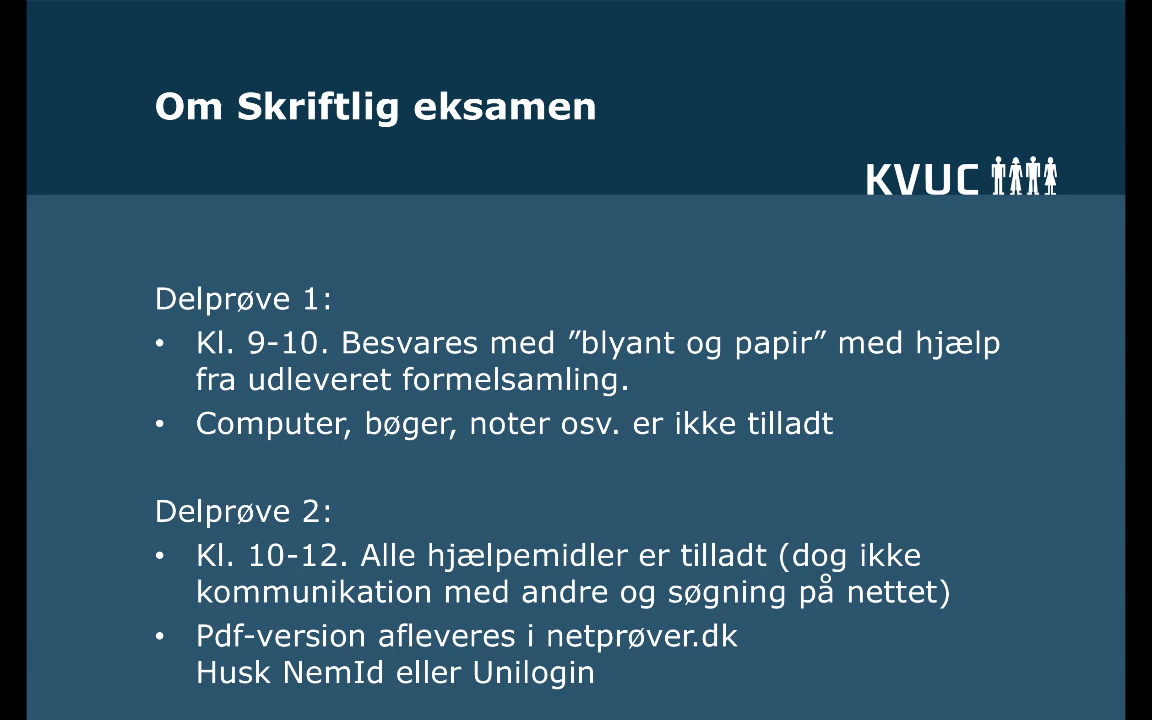 Om Skriftlig eksamen
KVUC
Delprøve 1:
• Kl. 9-10. Besvares med ”blyant og papir” med hjælp
fra udleveret formelsamling.
• Computer, bøger, noter osv. er ikke tilladt
Delprøve 2:
• Kl. 10-12. Alle hjælpemidler er tilladt (dog ikke
kommunikation med andre og søgning på nettet)
• Pdf-version afleveres i netprøver.dk
Husk NemId eller Unilogin